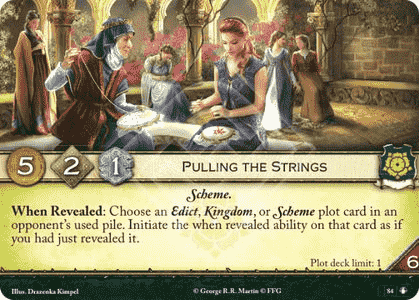 5 2 1 PULLING THE STRINGS
Scheme.
When Revealed: Choose an Edict, Kingdom, or Scheme plot card in an
opponent's used pile. Initiate the when revealed ability on that card as if
you had just revealed it.
Plot deck limit: 1
6
Illus. Drazenka Kimpel © George R.R. Martin © FFG 84